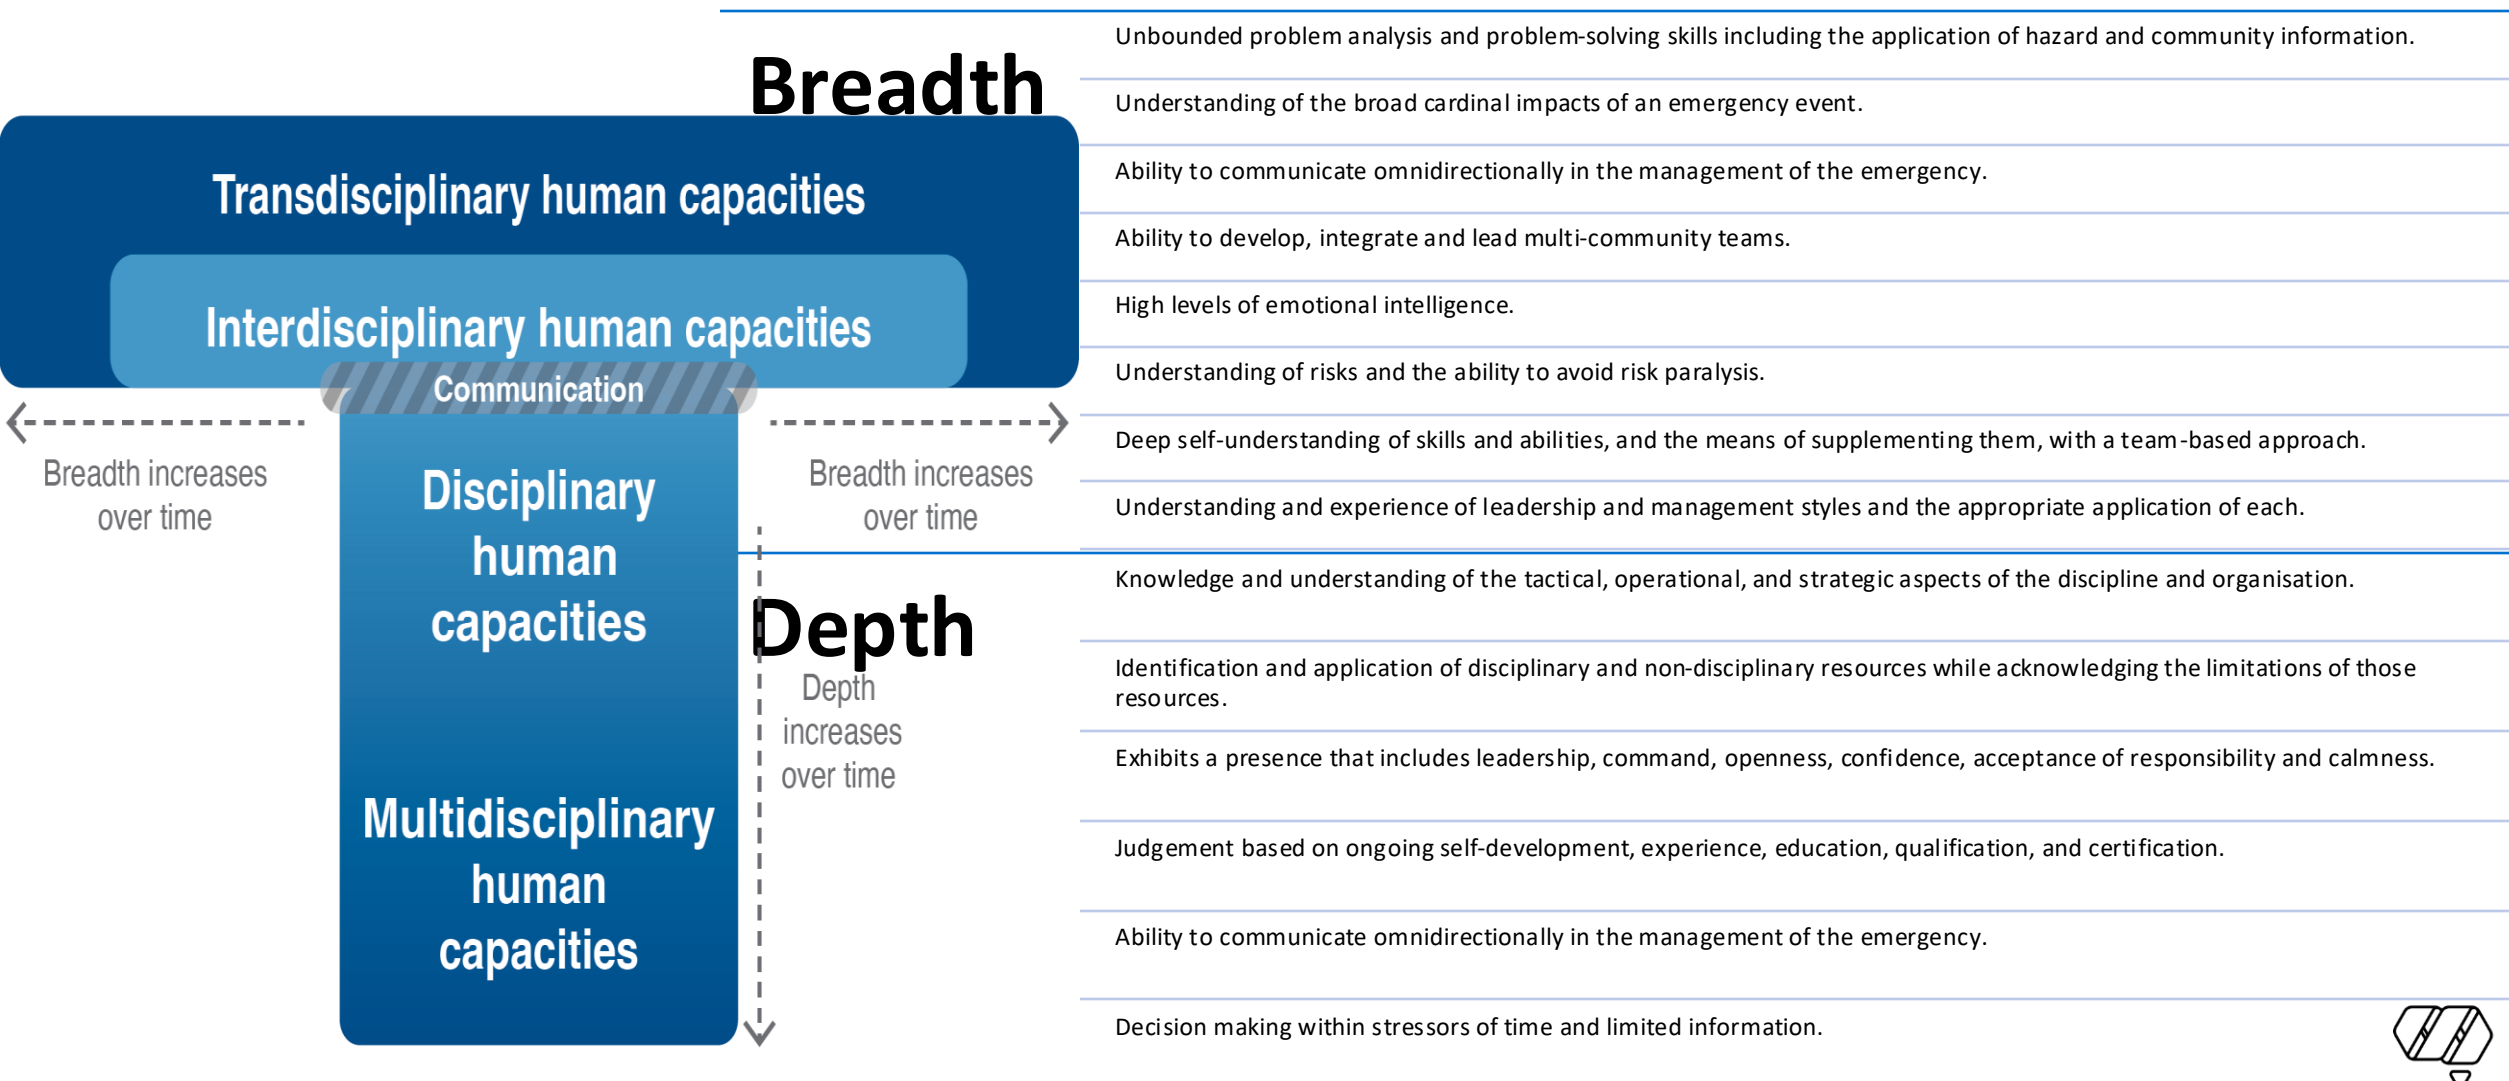 Breadth
Transdisciplinary human capacities
Interdisciplinary human capacities
Communication
Breadth increases
over time
Breadth increases
over time
Disciplinary
human
capacities
Multidisciplinary
human
capacities
Unbounded problem analysis and problem-solving skills including the application of hazard and community information.
Understanding of the broad cardinal impacts of an emergency event.
Ability to communicate omnidirectionally in the management of the emergency.
Ability to develop, integrate and lead multi-community teams.
High levels of emotional intelligence.
Understanding of risks and the ability to avoid risk paralysis.
Deep self-understanding of skills and abilities, and the means of supplementing them, with a team-based approach.
Understanding and experience of leadership and management styles and the appropriate application of each.
Depth
Depth
increases
over time
Knowledge and understanding of the tactical, operational, and strategic aspects of the discipline and organisation.
Identification and application of disciplinary and non-disciplinary resources while acknowledging the limitations of those
resources.
Exhibits a presence that includes leadership, command, openness, confidence, acceptance of responsibility and calmness.
Judgement based on ongoing self-development, experience, education, qualification, and certification.
Ability to communicate omnidirectionally in the management of the emergency.
Decision making within stressors of time and limited information.